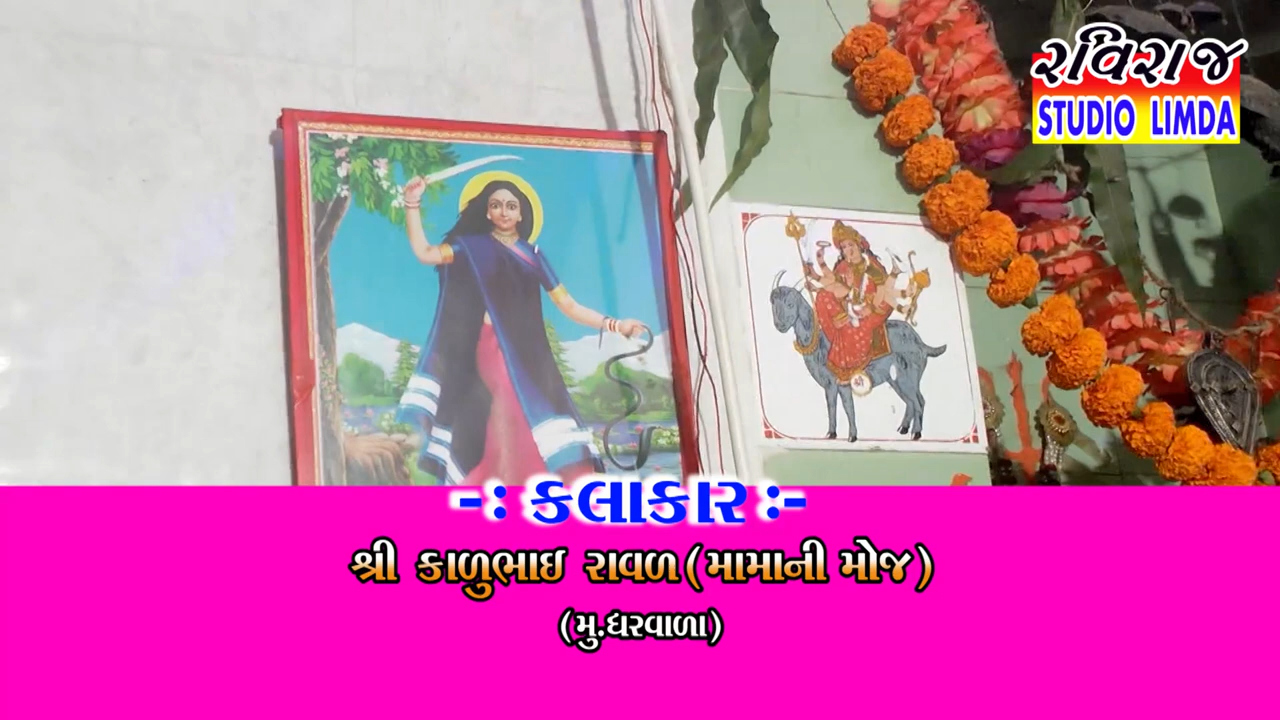 રવિરાજ
STUDIO LIMDA
-: કલાકાર :-
શ્રી કાળુભાઇ રાવળ(મામાની મોજ)
(મુ.ધરવાળા)